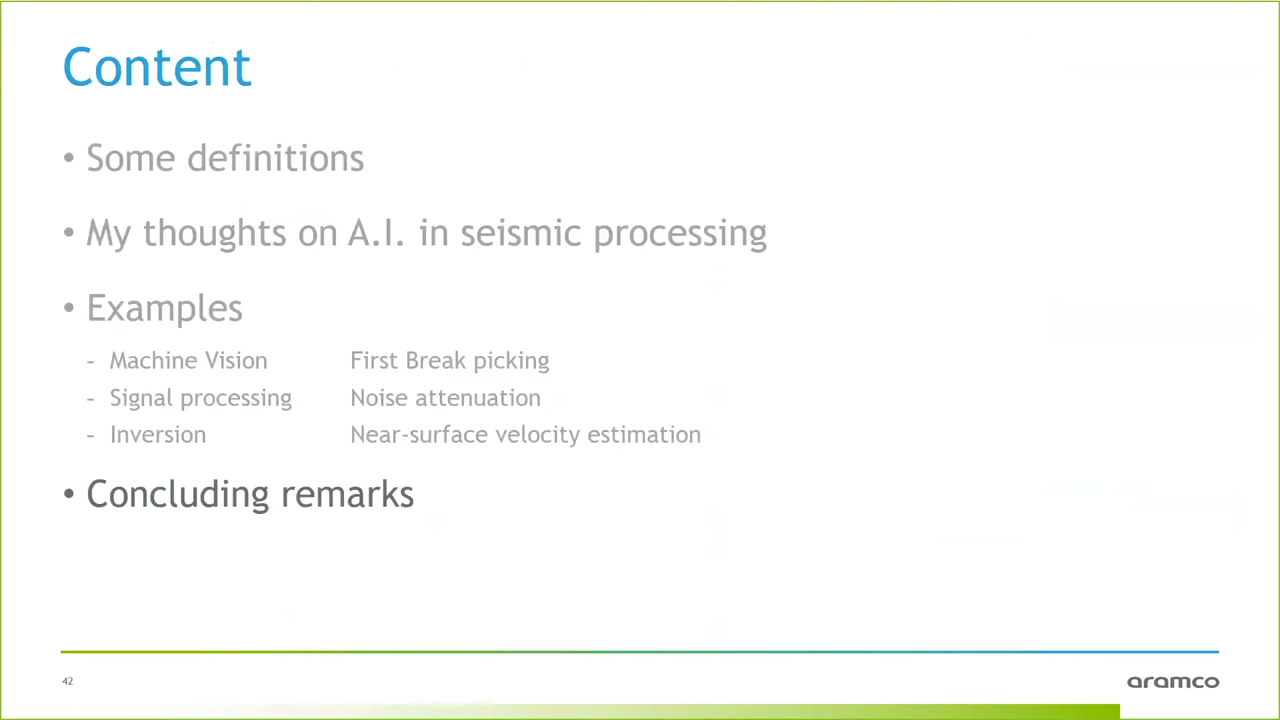 Content
• Some definitions
• My thoughts on A.I. in seismic processing
• Examples
- Machine Vision First Break picking
- Signal processing Noise attenuation
- Inversion Near-surface velocity estimation
• Concluding remarks
42
aramco